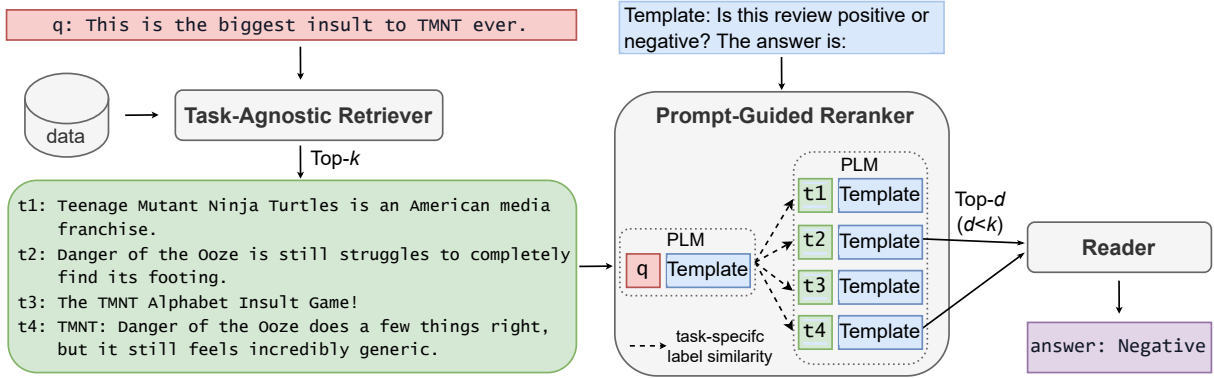 q: This is the biggest insult to TMNT ever.
data
Task-Agnostic Retriever
Top-k
t1: Teenage Mutant Ninja Turtles is an American media
franchise.
t2: Danger of the Ooze is still struggles to completely
find its footing.
t3: The TMNT Alphabet Insult Game!
t4: TMNT: Danger of the Ooze does a few things right,
but it still feels incredibly generic.
Template: Is this review positive or
negative? The answer is:
Prompt-Guided Reranker
PLM
q Template
PLM
t1 Template
t2 Template
t3 Template
t4 Template
task-specifc
label similarity
Top-d
(d<k)
Reader
answer: Negative